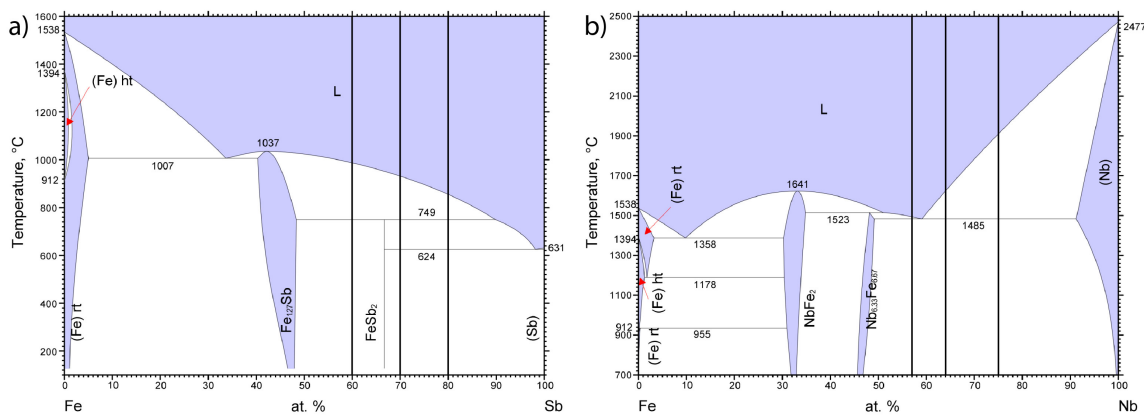 a)
1600
1538
1400
1394
1200
1000
912
800
600
400
200
Temperature, °C
(Fe) ht
L
1037
1007
749
624
631
(Fe) rt
Fe₁.₂₇Sb
FeSb₂
(Sb)
0 10 20 30 40 50 60 70 80 90 100
Fe at. % Sb
b)
2500
2300
2100
1900
1700
1538
1500
1394
1300
1100
912
900
700
Temperature, °C
2477
(Fe) rt
L
1641
1523
1485
1358
1178
955
(Fe) ht
(Fe) rt
NbFe₂
Nb₆.₃₃Fe₆.₆₇
(Nb)
0 10 20 30 40 50 60 70 80 90 100
Fe at. % Nb